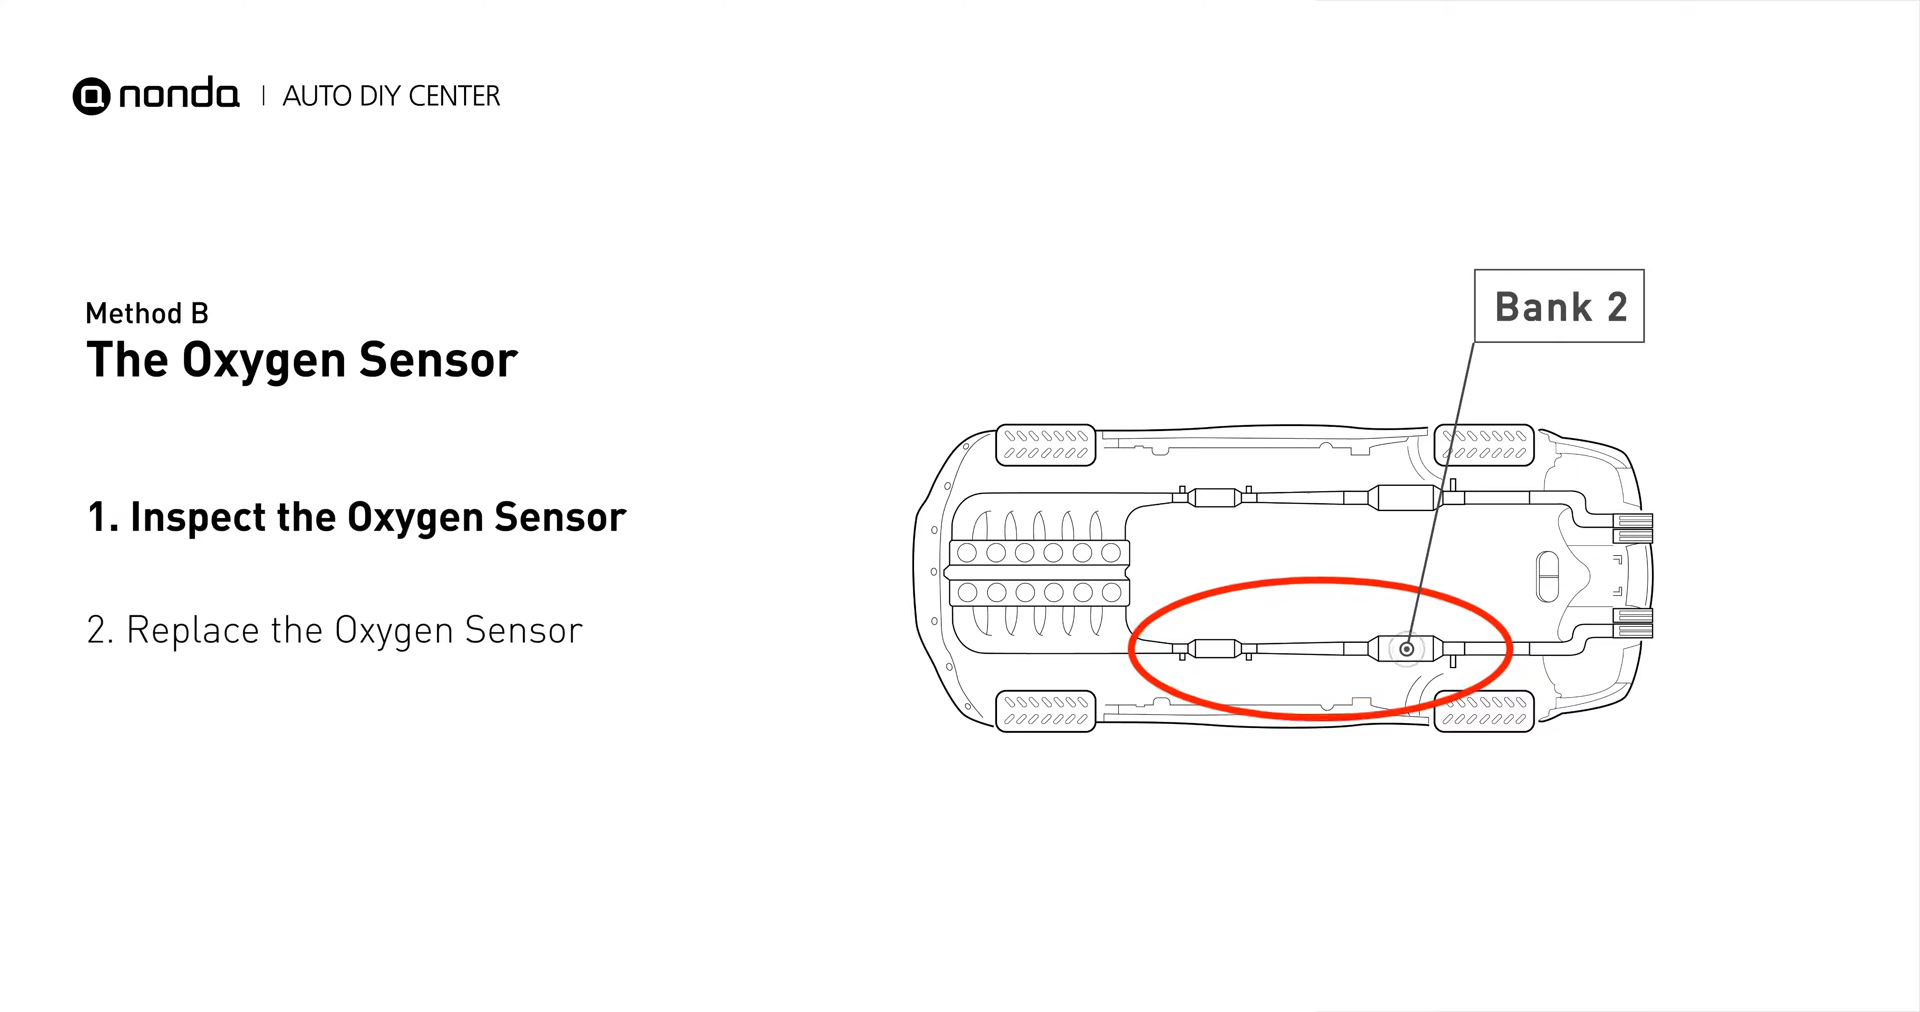 nonda | AUTO DIY CENTER
Bank 2
Method B
The Oxygen Sensor
1. Inspect the Oxygen Sensor
2. Replace the Oxygen Sensor